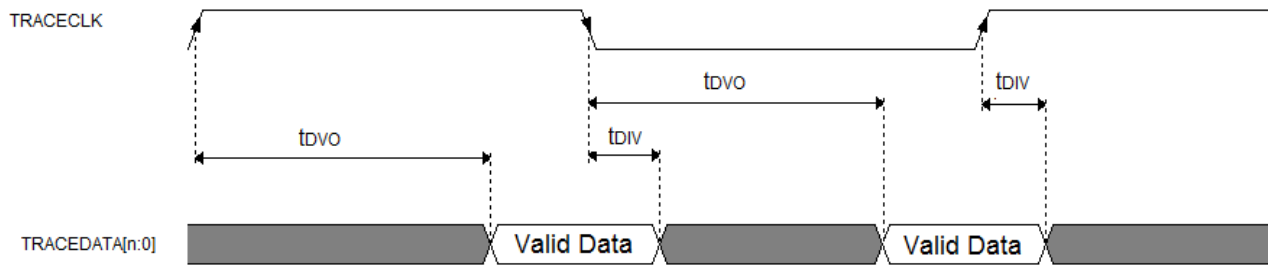 TRACECLK
tDVO
tDIV
tDVO
tDIV
TRACEDATA[n:0]
Valid Data
Valid Data